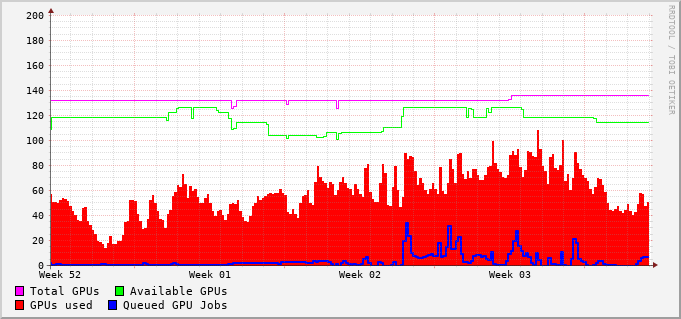 200
180
160
140
120
100
80
60
40
20
0
Week 52 Week 01 Week 02 Week 03
Total GPUs Available GPUs
GPUs used Queued GPU Jobs
RRDTOOL / TOBI OETIKER